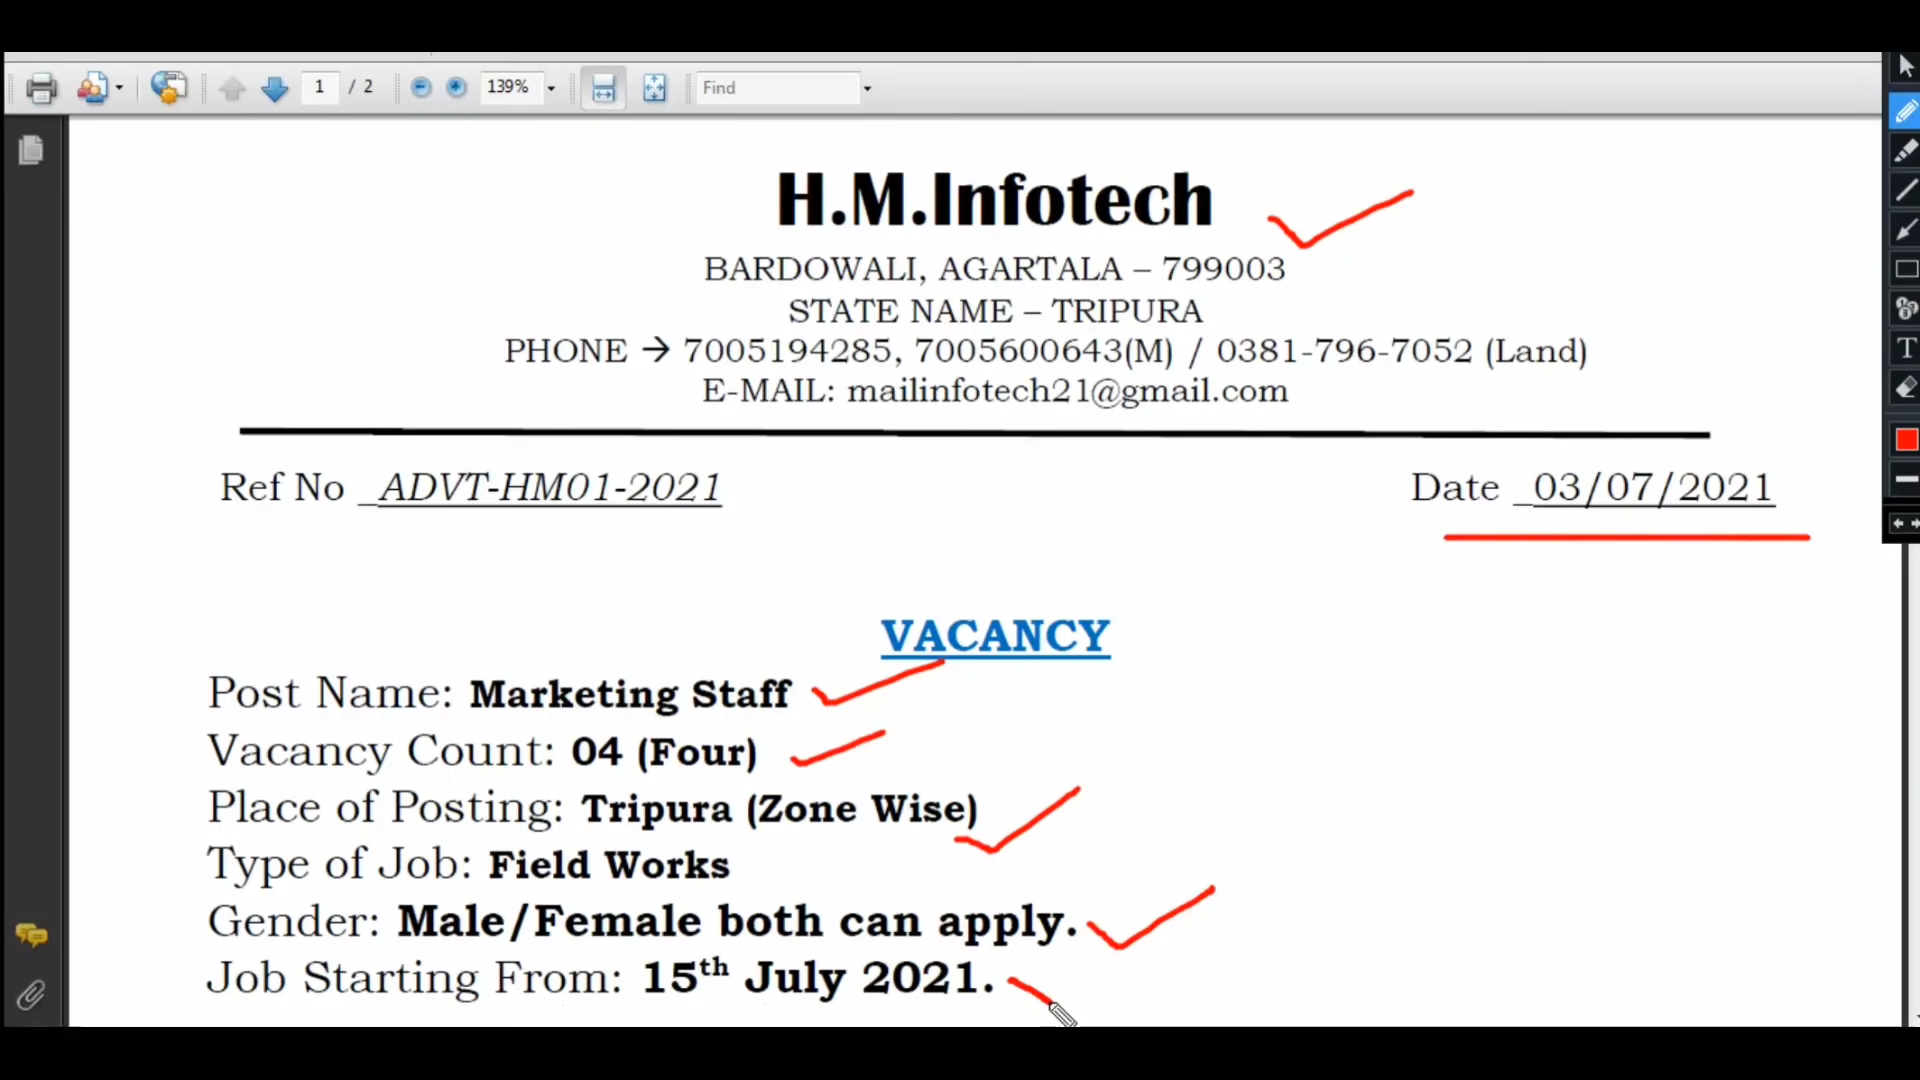 1 / 2 139% Find
H.M.Infotech
BARDOWALI, AGARTALA – 799003
STATE NAME – TRIPURA
PHONE → 7005194285, 7005600643(M) / 0381-796-7052 (Land)
E-MAIL: mailinfotech21@gmail.com
Ref No _ADVT-HM01-2021 Date _03/07/2021
VACANCY
Post Name: Marketing Staff
Vacancy Count: 04 (Four)
Place of Posting: Tripura (Zone Wise)
Type of Job: Field Works
Gender: Male/Female both can apply.
Job Starting From: 15th July 2021.